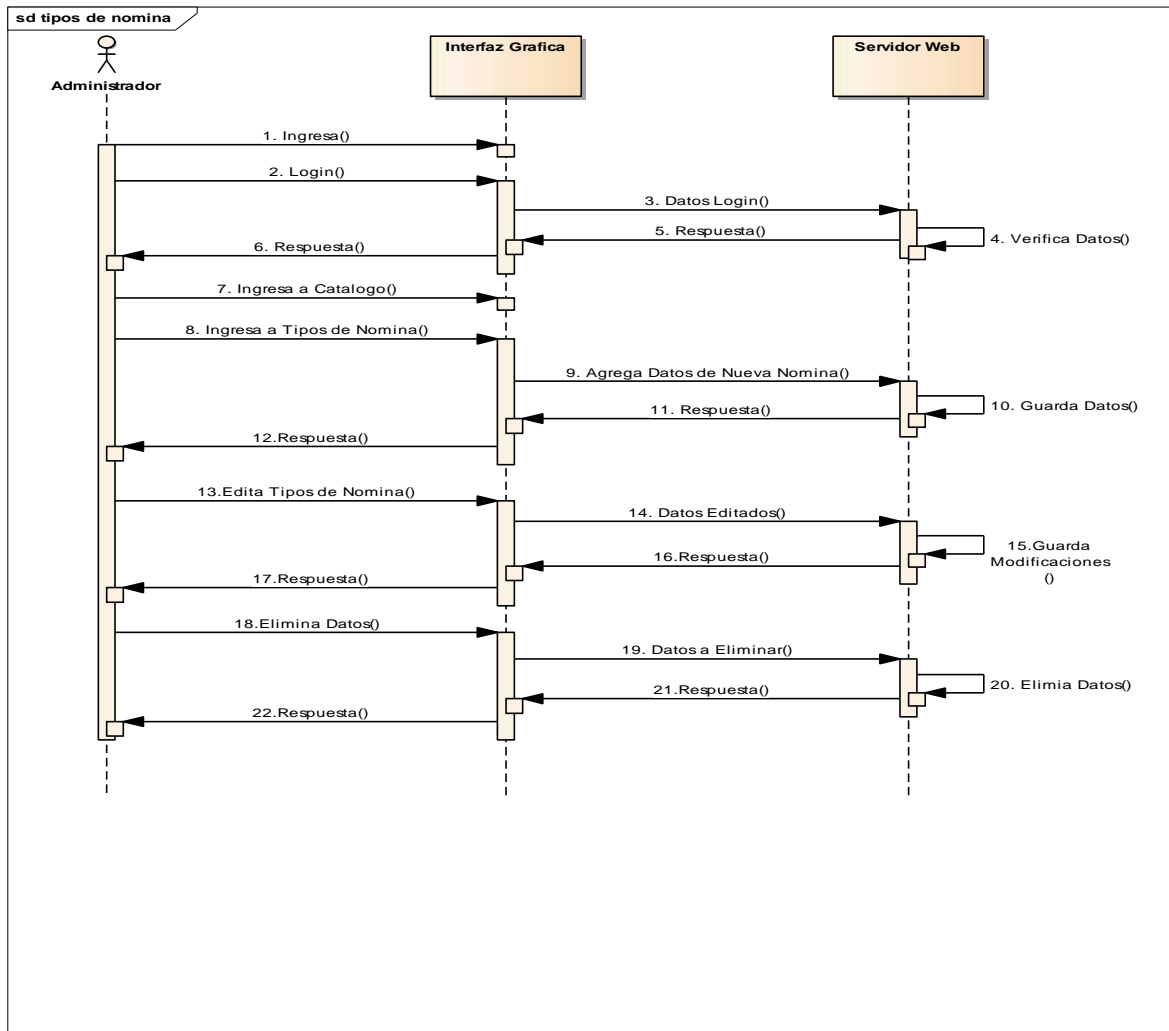 sd tipos de nomina
Administrador
Interfaz Grafica
Servidor Web
1. Ingresa()
2. Login()
3. Datos Login()
4. Verifica Datos()
5. Respuesta()
6. Respuesta()
7. Ingresa a Catalogo()
8. Ingresa a Tipos de Nomina()
9. Agrega Datos de Nueva Nomina()
10. Guarda Datos()
11. Respuesta()
12.Respuesta()
13.Edita Tipos de Nomina()
14. Datos Editados()
15.Guarda
Modificaciones
()
16.Respuesta()
17.Respuesta()
18.Elimina Datos()
19. Datos a Eliminar()
20. Elimia Datos()
21.Respuesta()
22.Respuesta()